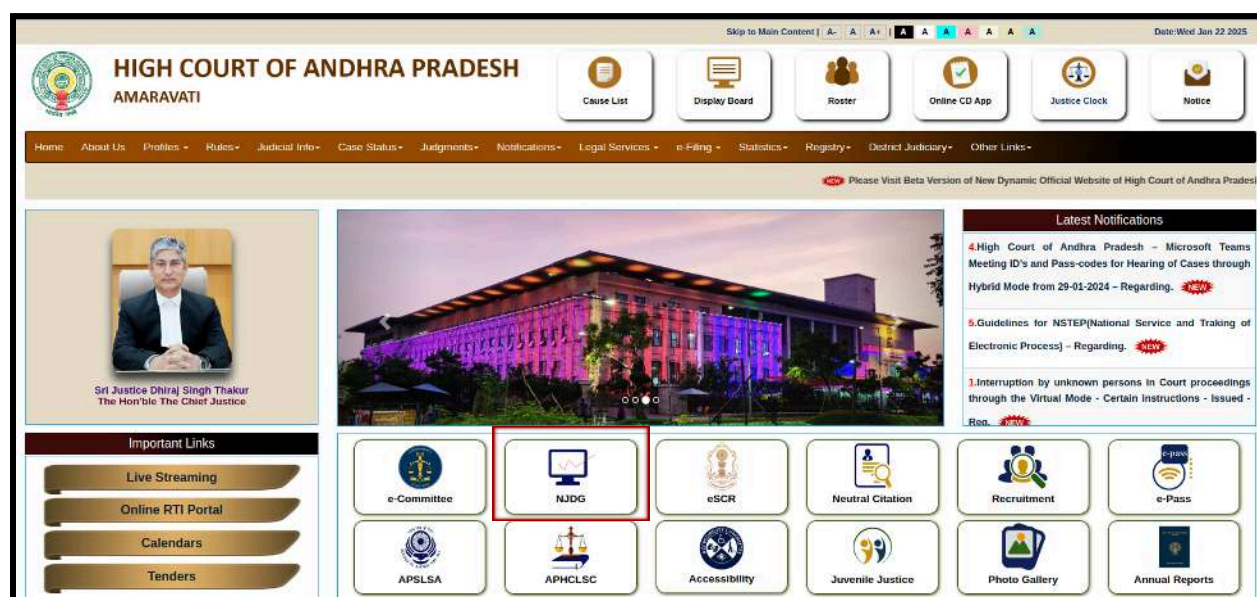 Skip to Main Content | A- A A+ | A A A A A A A
Date:Wed Jan 22 2025
HIGH COURT OF ANDHRA PRADESH
AMARAVATI
Cause List
Display Board
Roster
Online CD App
Justice Clock
Notice
Home About Us Profiles Rules Judicial Info Case Status Judgments Notifications Legal Services e-Filing Statistics Registry District Judiciary Other Links
NEW Please Visit Beta Version of New Dynamic Official Website of High Court of Andhra Prades
Sri Justice Dhiraj Singh Thakur
The Hon'ble The Chief Justice
Latest Notifications
4.High Court of Andhra Pradesh – Microsoft Teams
Meeting ID's and Pass-codes for Hearing of Cases through
Hybrid Mode from 29-01-2024 – Regarding. NEW
5.Guidelines for NSTEP(National Service and Traking of
Electronic Process) – Regarding. NEW
1.Interruption by unknown persons in Court proceedings
through the Virtual Mode - Certain instructions - Issued -
Reg. NEW
Important Links
Live Streaming
Online RTI Portal
Calendars
Tenders
e-Committee
NJDG
eSCR
Neutral Citation
Recruitment
e-pass
e-Pass
APSLSA
APHCLSC
Accessibility
Juvenile Justice
Photo Gallery
Annual Reports